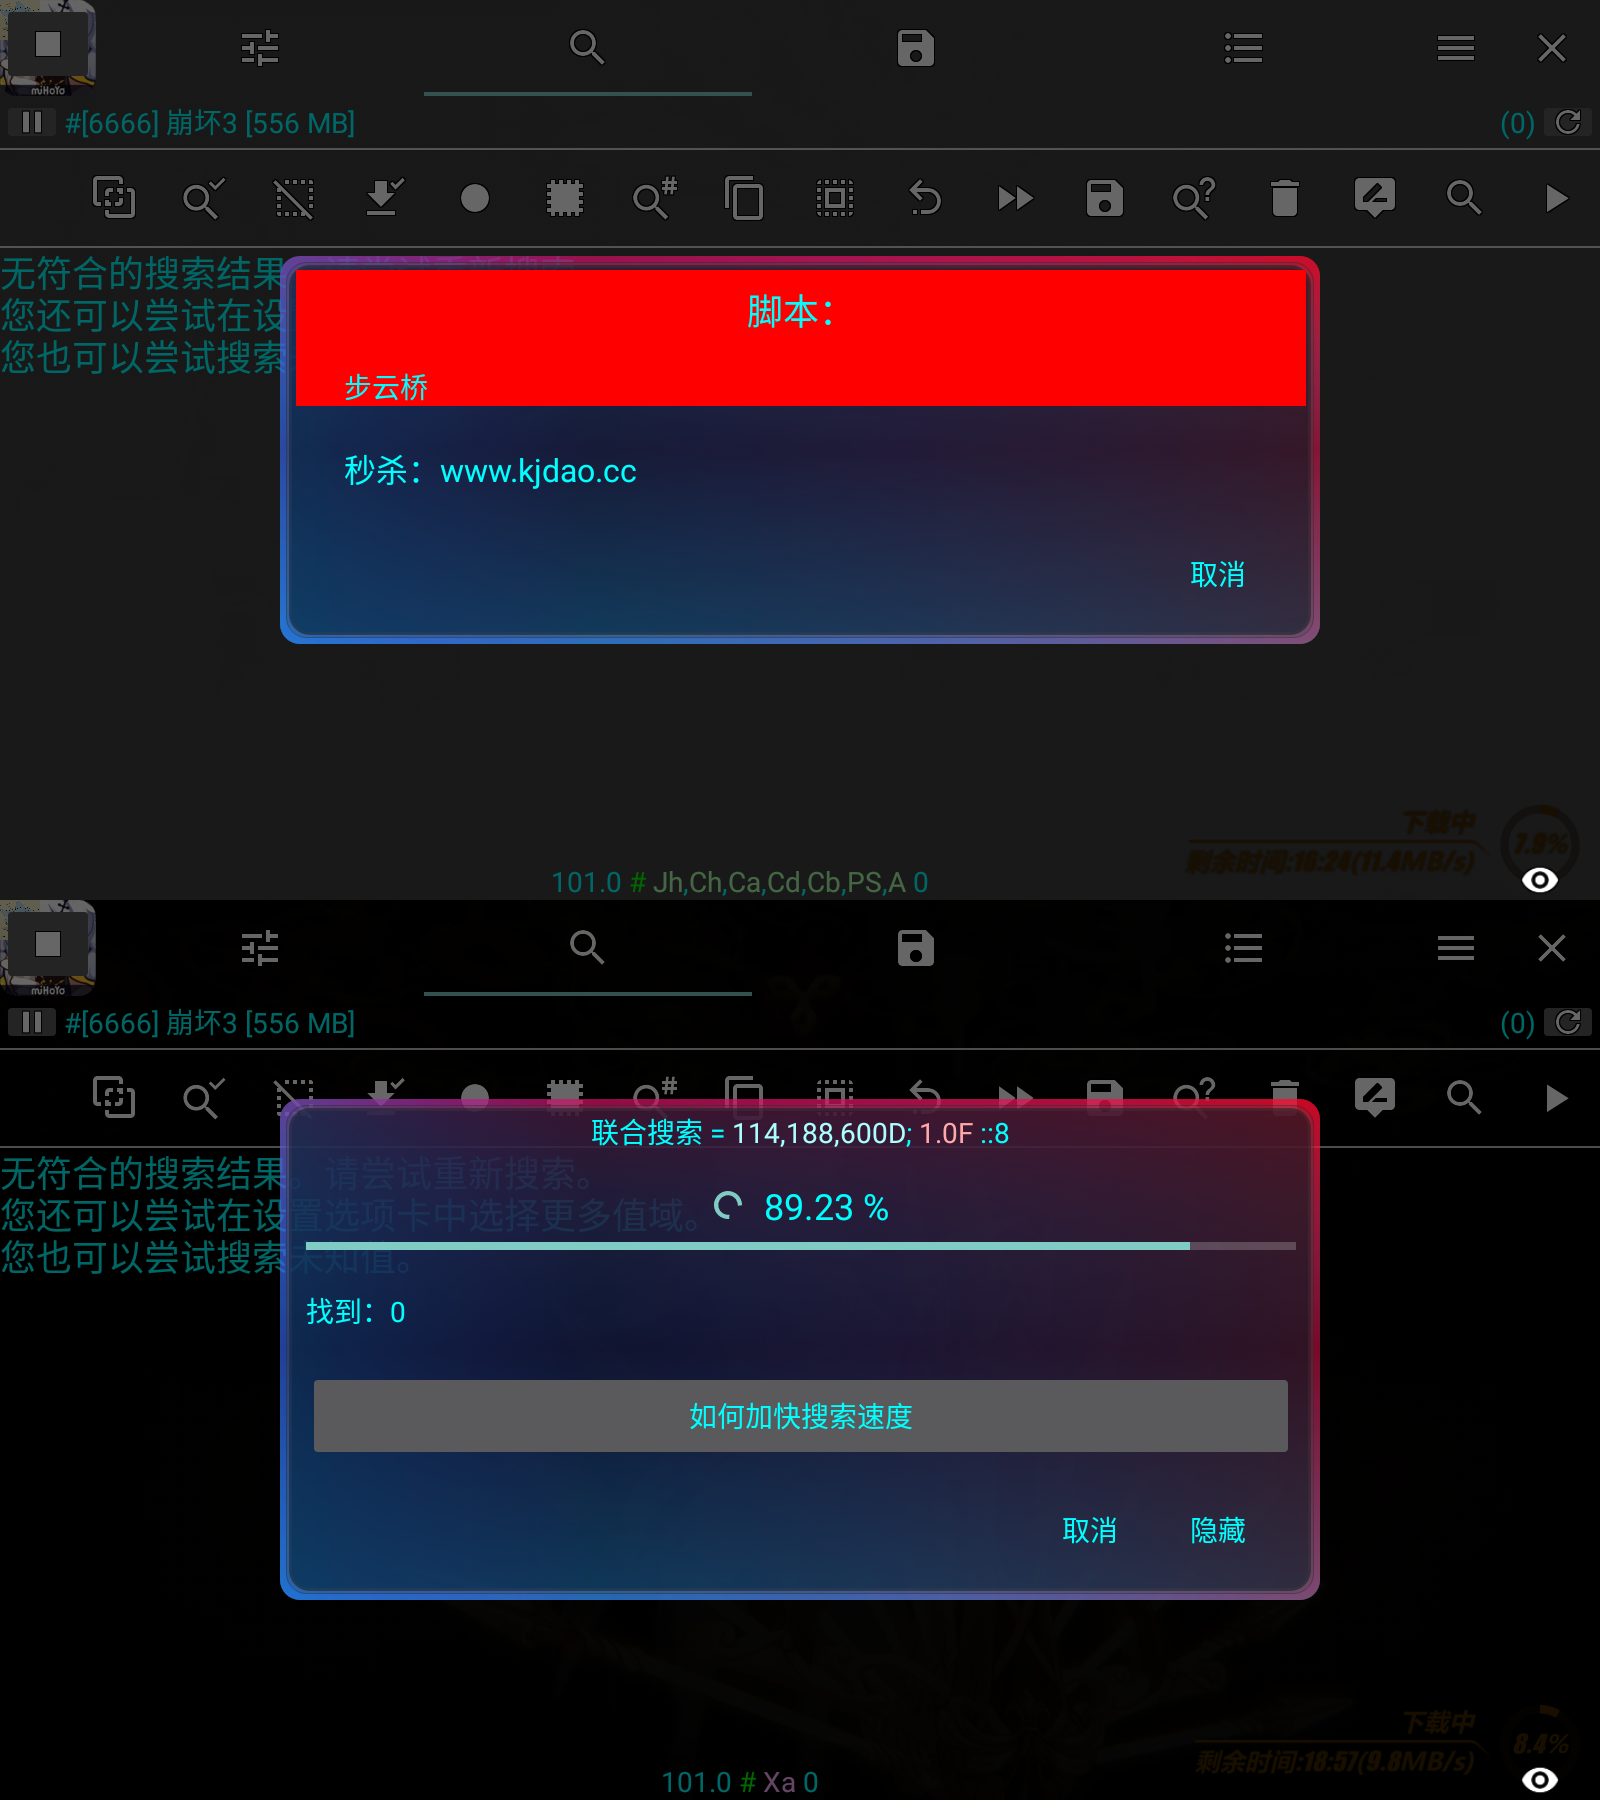 miHoYo
#[6666] 崩坏3 [556 MB]
(0)
无符合的搜索结果。请尝试重新搜索。
您还可以尝试在设
您也可以尝试搜索
脚本：
步云桥
秒杀：www.kjdao.cc
取消
下载中
7.9%
剩余时间:18:24(11.4MB/s)
101.0 # Jh,Ch,Ca,Cd,Cb,PS,A 0
miHoYo
#[6666] 崩坏3 [556 MB]
(0)
无符合的搜索结果。请尝试重新搜索。
您还可以尝试在设置选项卡中选择更多值域。
您也可以尝试搜索未知值。
联合搜索 = 114,188,600D; 1.0F ::8
89.23 %
找到：0
如何加快搜索速度
取消
隐藏
下载中
8.4%
剩余时间:18:57(9.8MB/s)
101.0 # Xa 0